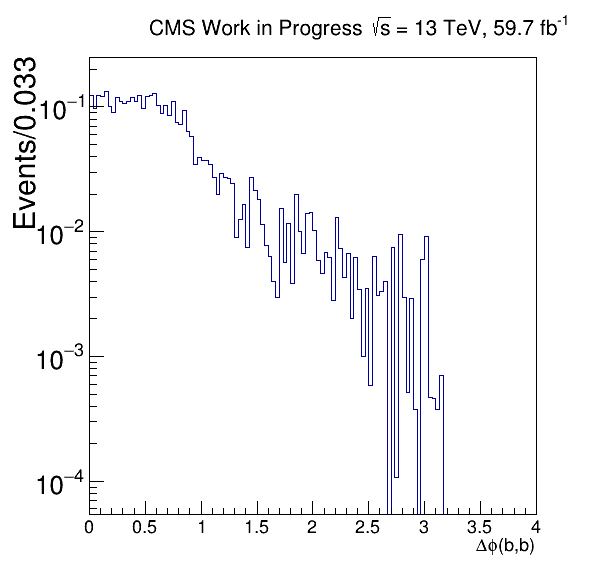 CMS Work in Progress √s = 13 TeV, 59.7 fb⁻¹
Events/0.033
10⁻¹
10⁻²
10⁻³
10⁻⁴
0 0.5 1 1.5 2 2.5 3 3.5 4
Δϕ(b,b)